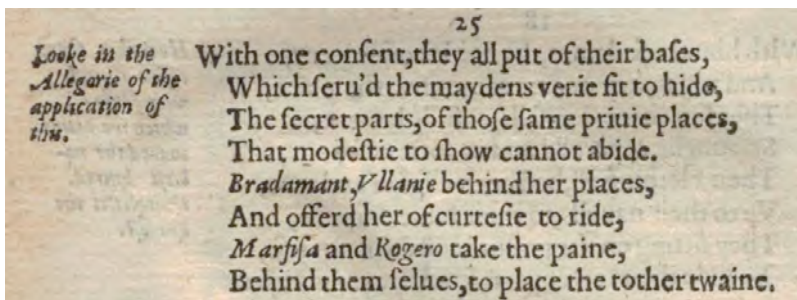 25
Looke in the
Allegarie of the
application of
this.
With one conſent,they all put of their baſes,
Which ſeru'd the maydens verie fit to hide,
The ſecret parts,of thoſe ſame priuie places,
That modeſtie to ſhow cannot abide.
Bradamant,Vllanie behind her places,
And offerd her of curteſie to ride,
Marfiſa and Rogero take the paine,
Behind them ſelues,to place the tother twaine.